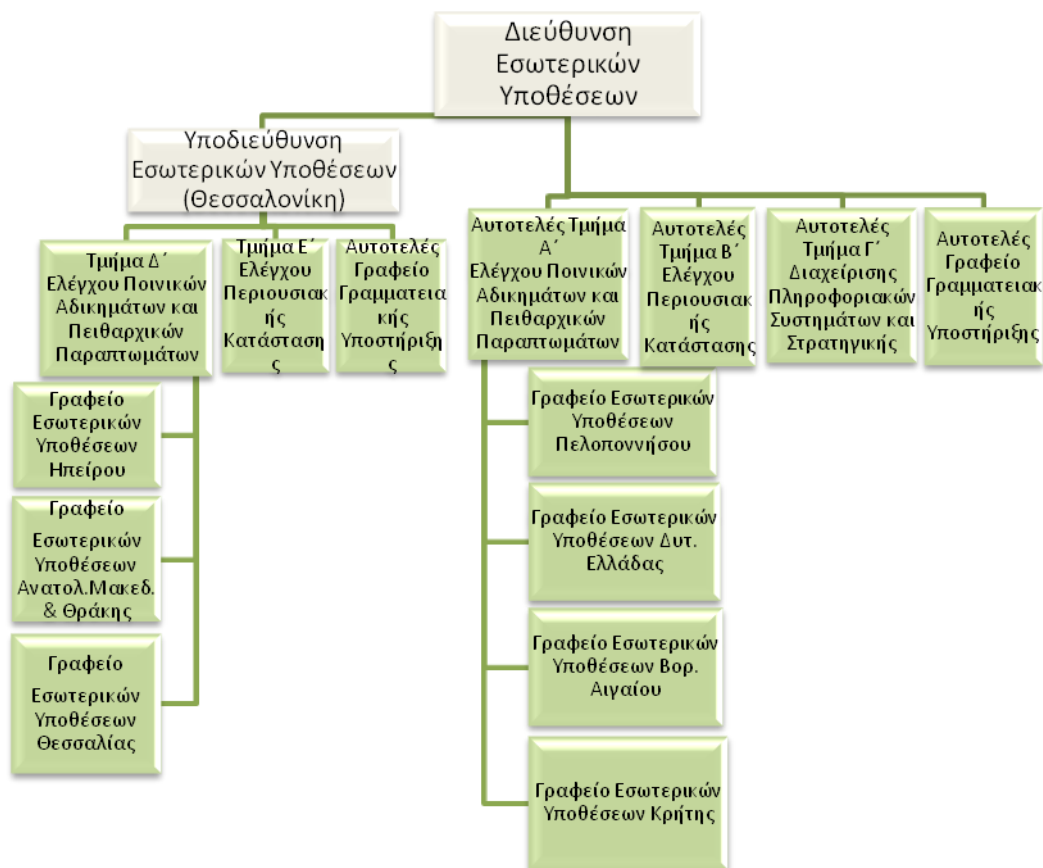 Διεύθυνση
Εσωτερικών
Υποθέσεων
Υποδιεύθυνση
Εσωτερικών Υποθέσεων
(Θεσσαλονίκη)
Τμήμα Δ΄
Ελέγχου Ποινικών
Αδικημάτων και
Πειθαρχικών
Παραπτωμάτων
Τμήμα Ε΄
Ελέγχου
Περιουσιακ
ής
Κατάσταση
ς
Αυτοτελές
Γραφείο
Γραμματεια
κής
Υποστήριξη
ς
Αυτοτελές Τμήμα
Α΄
Ελέγχου Ποινικών
Αδικημάτων και
Πειθαρχικών
Παραπτωμάτων
Αυτοτελές
Τμήμα Β΄
Ελέγχου
Περιουσιακ
ής
Κατάστασης
Αυτοτελές
Τμήμα Γ΄
Διαχείρισης
Πληροφοριακών
Συστημάτων και
Στρατηγικής
Αυτοτελές
Γραφείο
Γραμματειακ
ής
Υποστήριξης
Γραφείο
Εσωτερικών
Υποθέσεων
Ηπείρου
Γραφείο
Εσωτερικών
Υποθέσεων
Ανατολ.Μακεδ.
& Θράκης
Γραφείο
Εσωτερικών
Υποθέσεων
Θεσσαλίας
Γραφείο Εσωτερικών
Υποθέσεων
Πελοποννήσου
Γραφείο Εσωτερικών
Υποθέσεων Δυτ.
Ελλάδας
Γραφείο Εσωτερικών
Υποθέσεων Βορ.
Αιγαίου
Γραφείο Εσωτερικών
Υποθέσεων Κρήτης